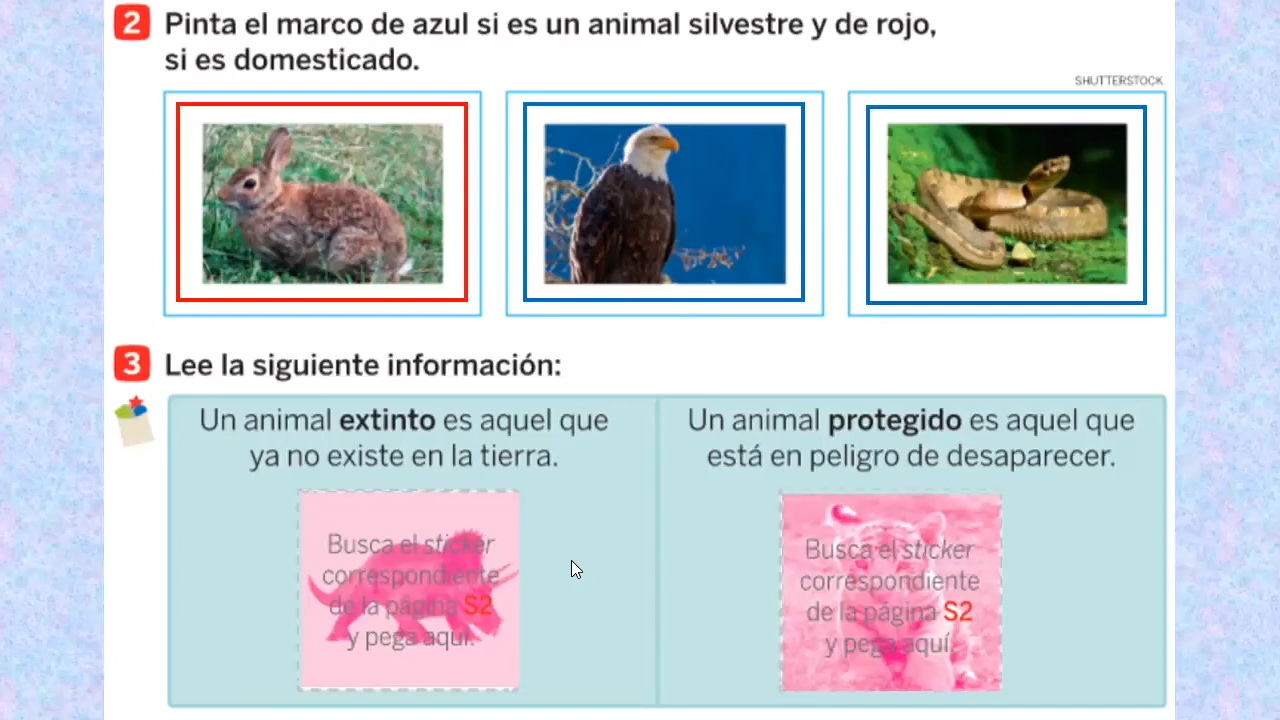 2 Pinta el marco de azul si es un animal silvestre y de rojo,
si es domesticado.
SHUTTERSTOCK
3 Lee la siguiente información:
Un animal extinto es aquel que
ya no existe en la tierra.
Busca el sticker
correspondiente
de la página S2
y pega aquí.
Un animal protegido es aquel que
está en peligro de desaparecer.
Busca el sticker
correspondiente
de la página S2
y pega aquí.